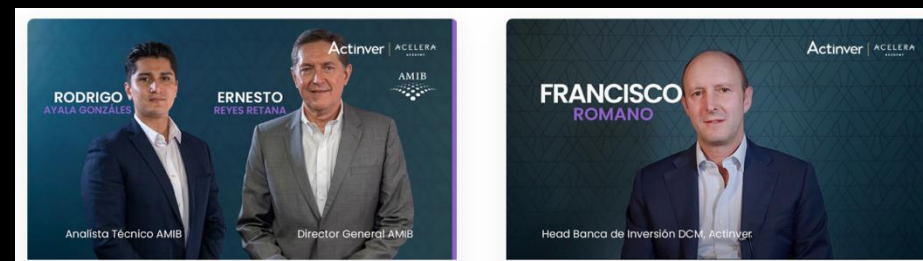 Actinver | ACELERA
ACADEMY
AMIB
RODRIGO
AYALA GONZÁLES
ERNESTO
REYES RETANA
Analista Técnico AMIB
Director General AMIB
Actinver | ACELERA
ACADEMY
FRANCISCO
ROMANO
Head Banca de Inversión DCM, Actinver